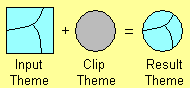 + =
Input Clip Result
Theme Theme Theme